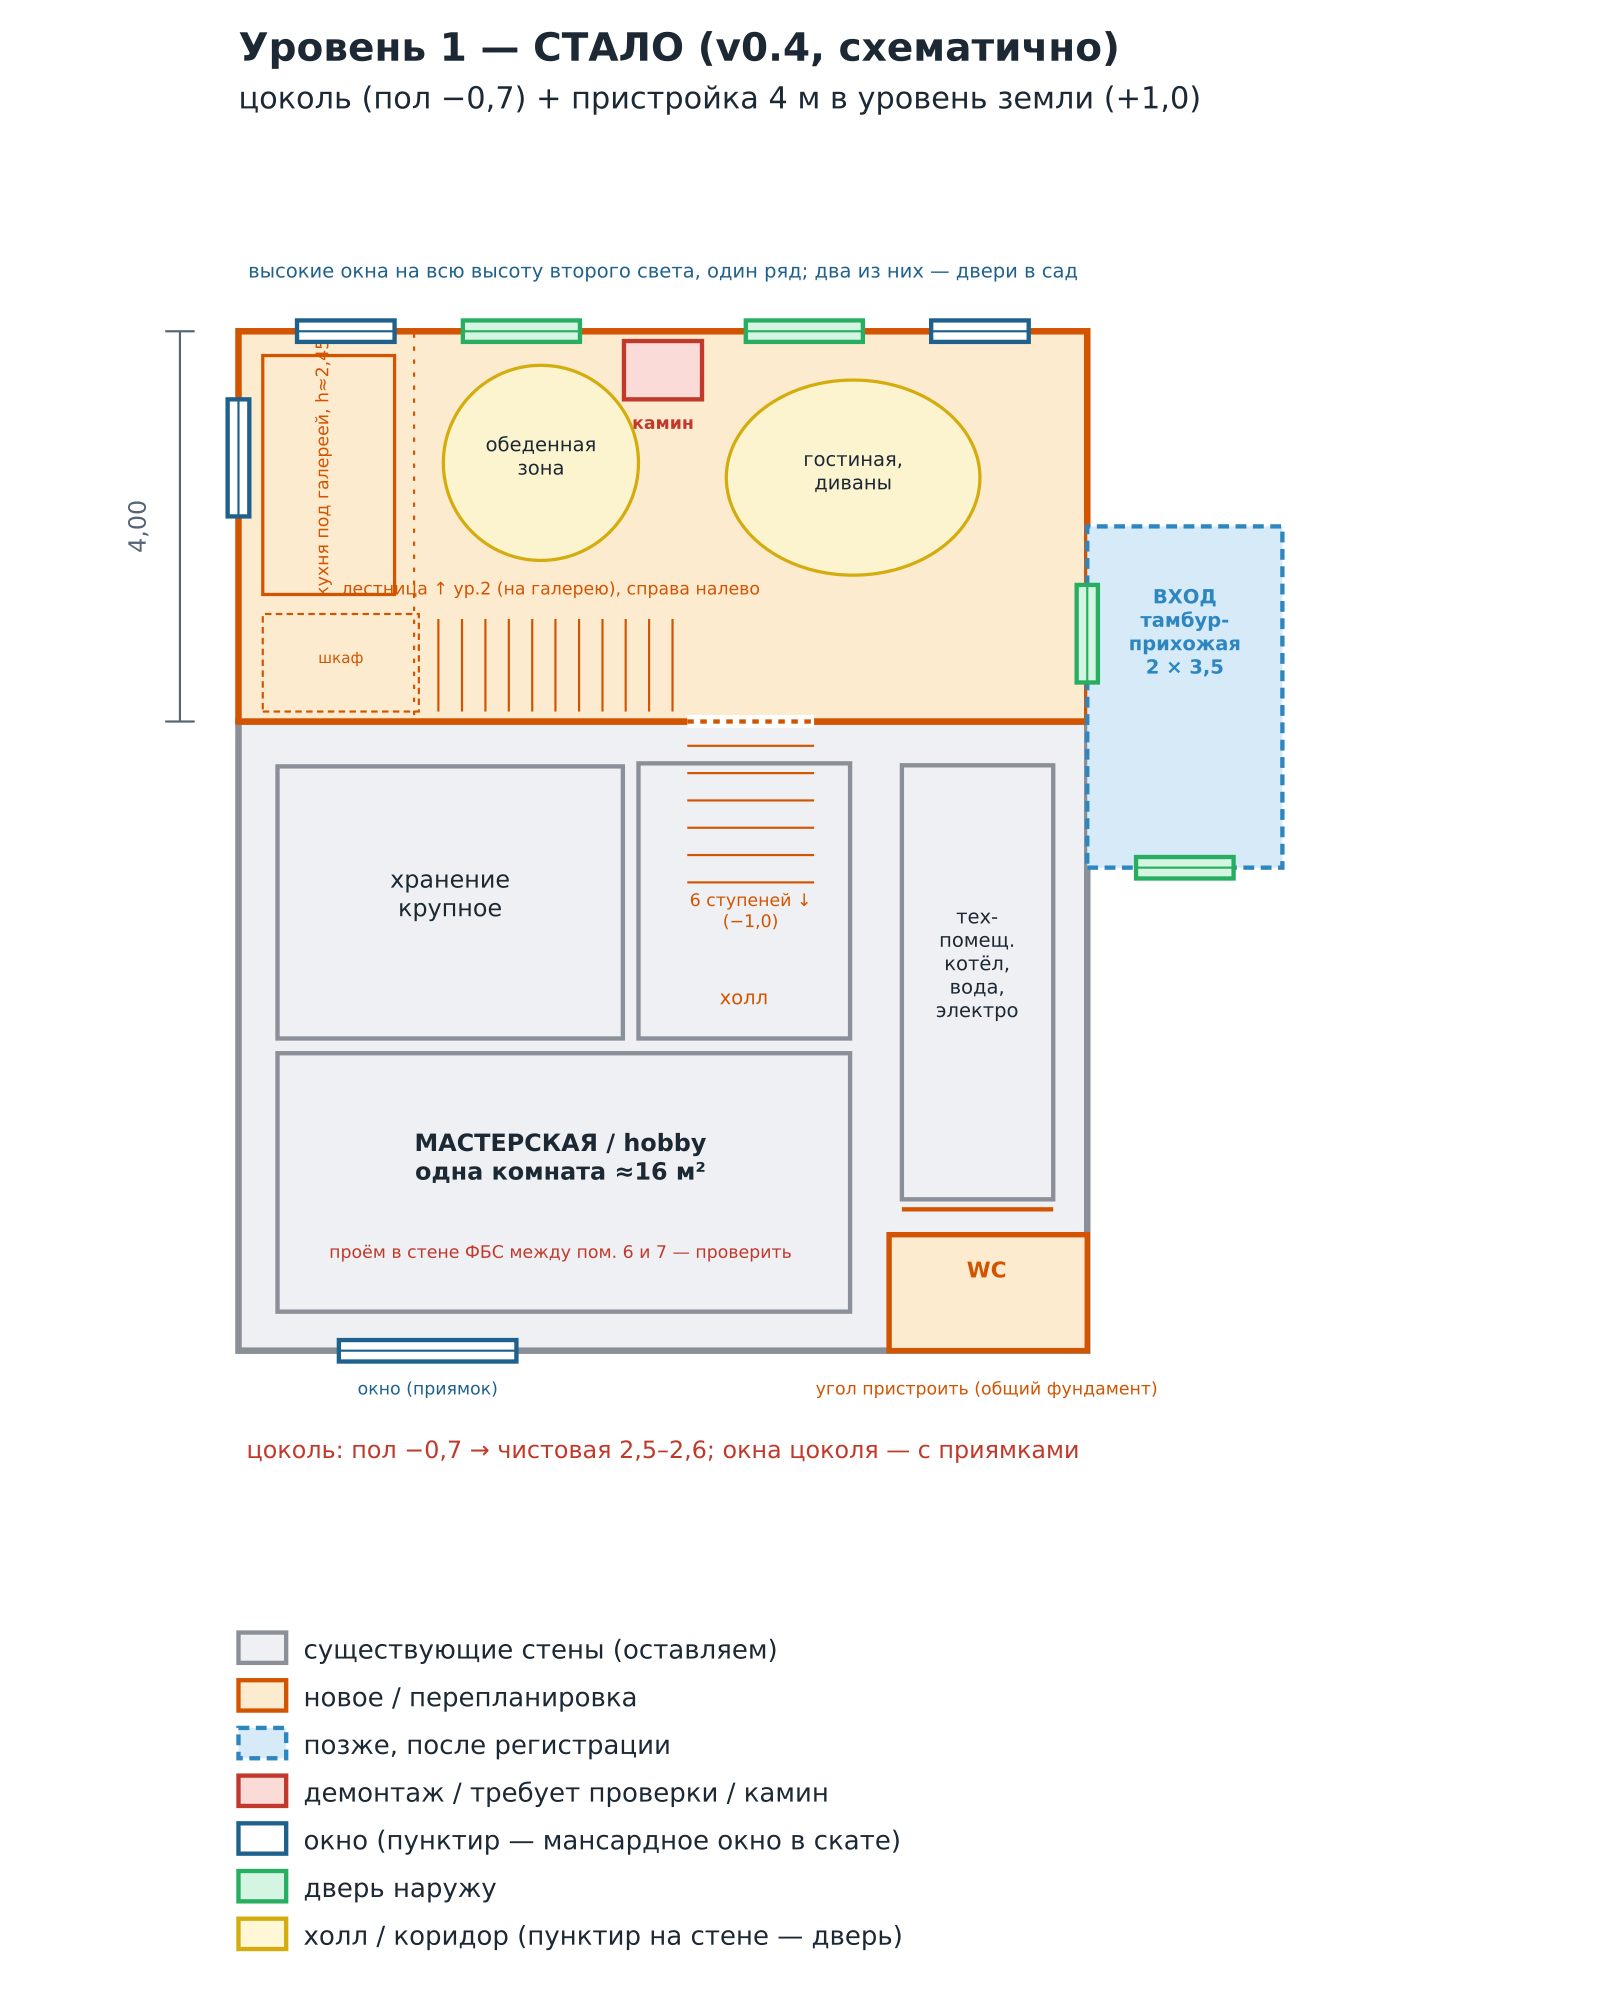 Уровень 1 — СТАЛО (v0.4, схематично)
цоколь (пол −0,7) + пристройка 4 м в уровень земли (+1,0)
высокие окна на всю высоту второго света, один ряд; два из них — двери в сад
4,00
кухня под галереей, h≈2,45
обеденная
зона
камин
гостиная,
диваны
лестница ↑ ур.2 (на галерею), справа налево
шкаф
ВХОД
тамбур-
прихожая
2 × 3,5
хранение
крупное
6 ступеней ↓
(−1,0)
холл
тех-
помещ.
котёл,
вода,
электро
МАСТЕРСКАЯ / hobby
одна комната ≈16 м²
проём в стене ФБС между пом. 6 и 7 — проверить
WC
окно (приямок)
угол пристроить (общий фундамент)
цоколь: пол −0,7 → чистовая 2,5–2,6; окна цоколя — с приямками
существующие стены (оставляем)
новое / перепланировка
позже, после регистрации
демонтаж / требует проверки / камин
окно (пунктир — мансардное окно в скате)
дверь наружу
холл / коридор (пунктир на стене — дверь)